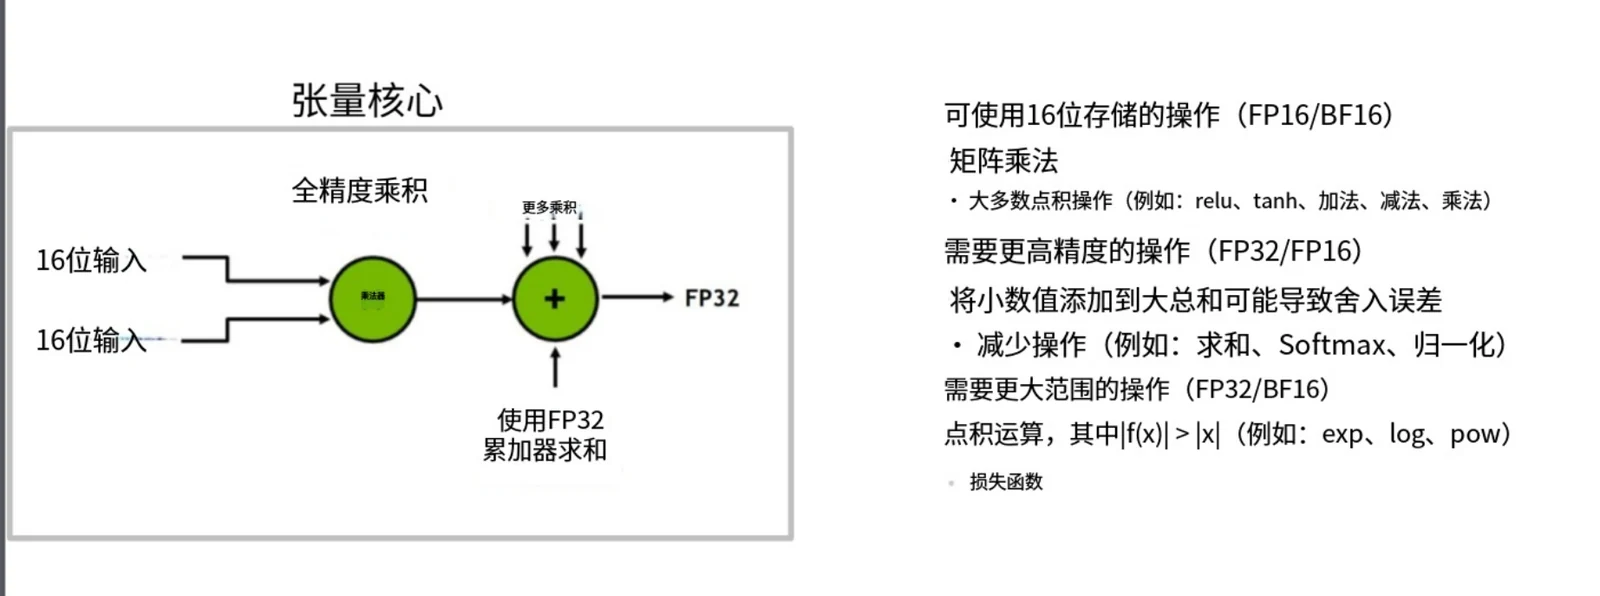 张量核心
全精度乘积
更多乘积
16位输入
乘法器
+
FP32
16位输入
使用FP32
累加器求和
可使用16位存储的操作（FP16/BF16）
矩阵乘法
• 大多数点积操作（例如：relu、tanh、加法、减法、乘法）
需要更高精度的操作（FP32/FP16）
将小数值添加到大总和可能导致舍入误差
• 减少操作（例如：求和、Softmax、归一化）
需要更大范围的操作（FP32/BF16）
点积运算，其中|f(x)| > |x|（例如：exp、log、pow）
• 损失函数